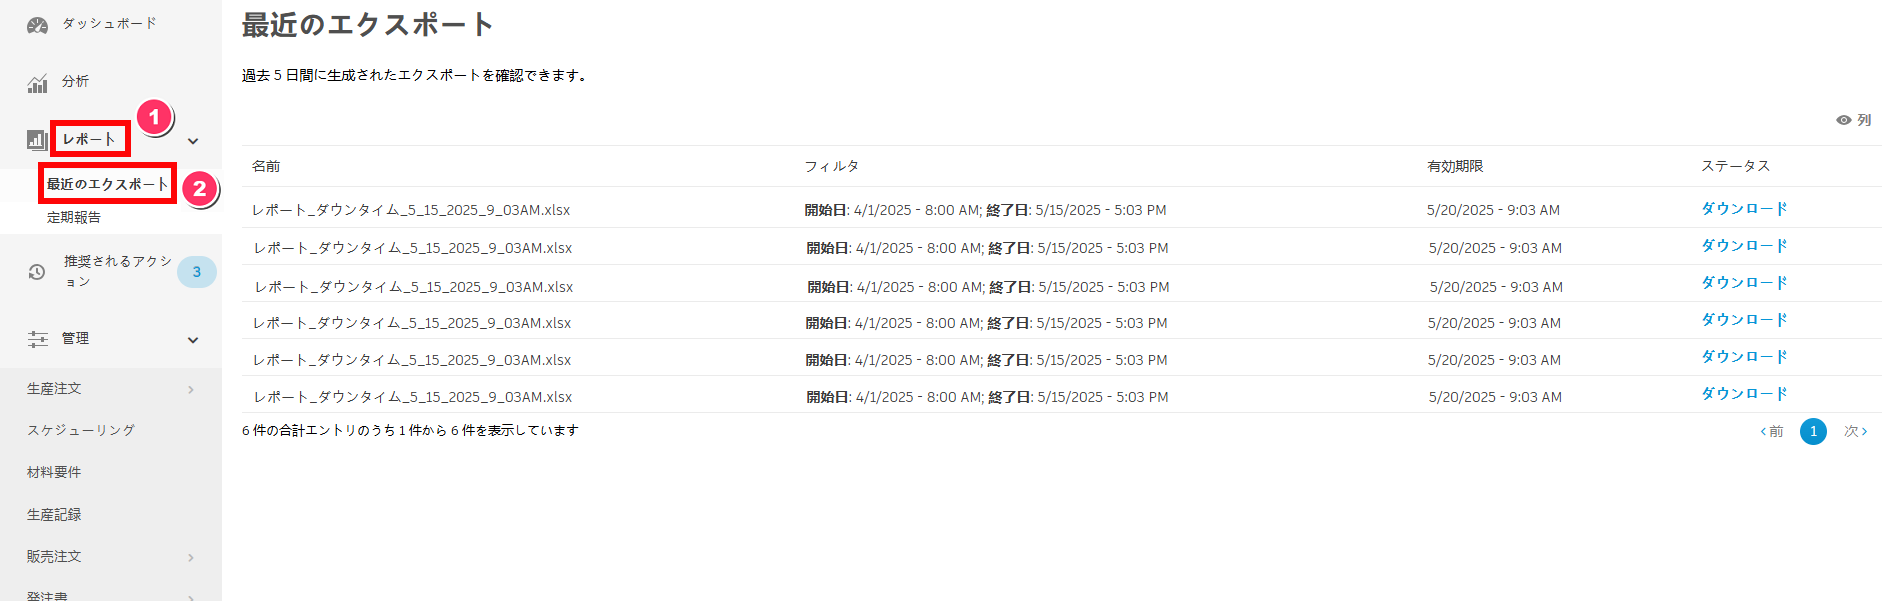 ダッシュボード
分析
レポート
1
最近のエクスポート
2
定期報告
推奨されるアクシ
ョン
3
管理
生産注文
スケジューリング
材料要件
生産記録
販売注文
発注書
最近のエクスポート
過去 5 日間に生成されたエクスポートを確認できます。
列
名前 フィルタ 有効期限 ステータス
レポート_ダウンタイム_5_15_2025_9_03AM.xlsx 開始日: 4/1/2025 - 8:00 AM; 終了日: 5/15/2025 - 5:03 PM 5/20/2025 - 9:03 AM ダウンロード
レポート_ダウンタイム_5_15_2025_9_03AM.xlsx 開始日: 4/1/2025 - 8:00 AM; 終了日: 5/15/2025 - 5:03 PM 5/20/2025 - 9:03 AM ダウンロード
レポート_ダウンタイム_5_15_2025_9_03AM.xlsx 開始日: 4/1/2025 - 8:00 AM; 終了日: 5/15/2025 - 5:03 PM 5/20/2025 - 9:03 AM ダウンロード
レポート_ダウンタイム_5_15_2025_9_03AM.xlsx 開始日: 4/1/2025 - 8:00 AM; 終了日: 5/15/2025 - 5:03 PM 5/20/2025 - 9:03 AM ダウンロード
レポート_ダウンタイム_5_15_2025_9_03AM.xlsx 開始日: 4/1/2025 - 8:00 AM; 終了日: 5/15/2025 - 5:03 PM 5/20/2025 - 9:03 AM ダウンロード
レポート_ダウンタイム_5_15_2025_9_03AM.xlsx 開始日: 4/1/2025 - 8:00 AM; 終了日: 5/15/2025 - 5:03 PM 5/20/2025 - 9:03 AM ダウンロード
6 件の合計エントリのうち 1 件から 6 件を表示しています
前 1 次